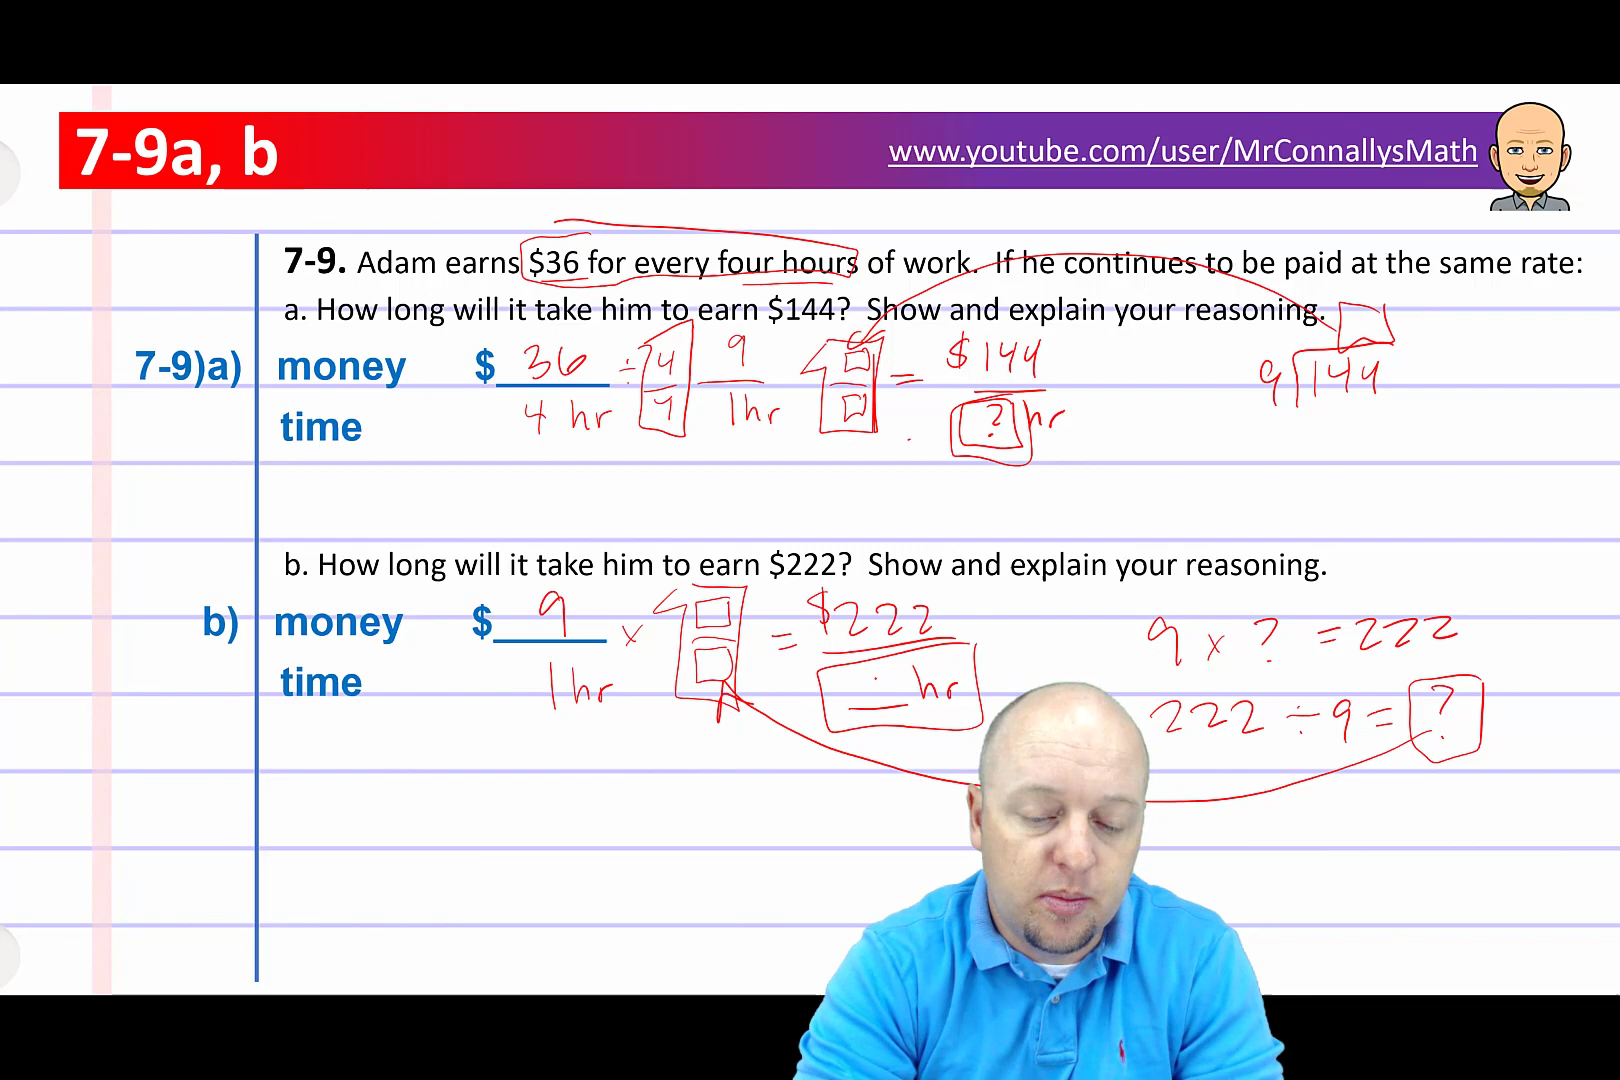 7-9a, b
www.youtube.com/user/MrConnallysMath
7-9. Adam earns $36 for every four hours of work. If he continues to be paid at the same rate:
a. How long will it take him to earn $144? Show and explain your reasoning.
7-9)a) money $ 36 ÷ 4 9 = $144 9 144
time 4 hr 4 1hr ? hr
b. How long will it take him to earn $222? Show and explain your reasoning.
b) money $ 9 x = $222 9 x ? = 222
time 1hr hr 222 ÷ 9 = ?